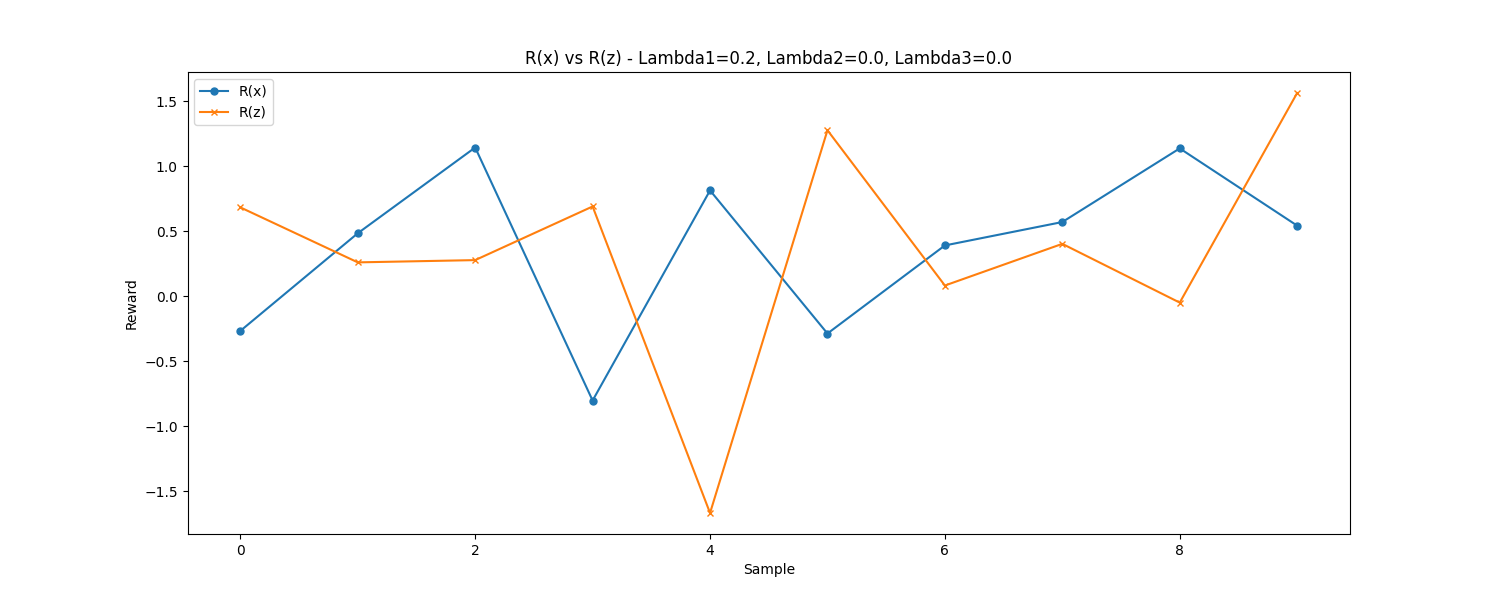 R(x) vs R(z) - Lambda1=0.2, Lambda2=0.0, Lambda3=0.0
R(x)
R(z)
1.5
1.0
0.5
0.0
−0.5
−1.0
−1.5
Reward
0 2 4 6 8
Sample